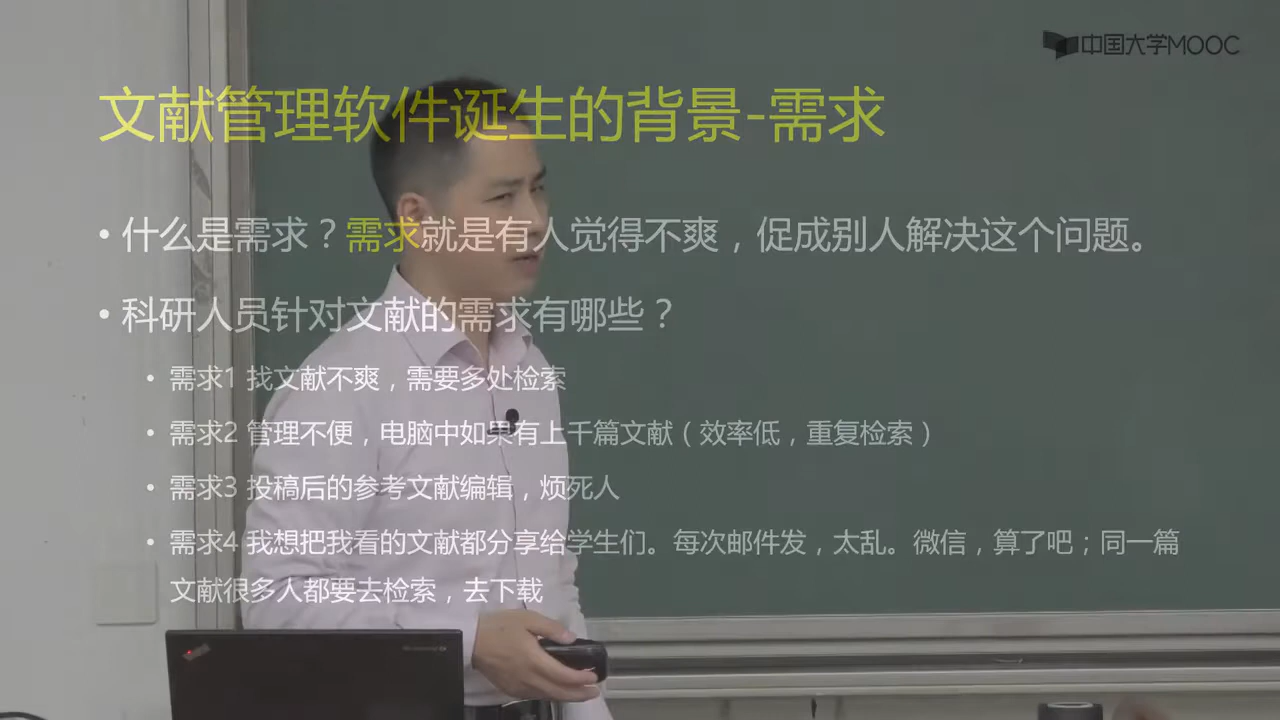 中国大学MOOC
文献管理软件诞生的背景-需求
• 什么是需求？需求就是有人觉得不爽，促成别人解决这个问题。
• 科研人员针对文献的需求有哪些？
• 需求1 找文献不爽，需要多处检索
• 需求2 管理不便，电脑中如果有上千篇文献（效率低，重复检索）
• 需求3 投稿后的参考文献编辑，烦死人
• 需求4 我想把我看的文献都分享给学生们。每次邮件发，太乱。微信，算了吧；同一篇
文献很多人都要去检索，去下载